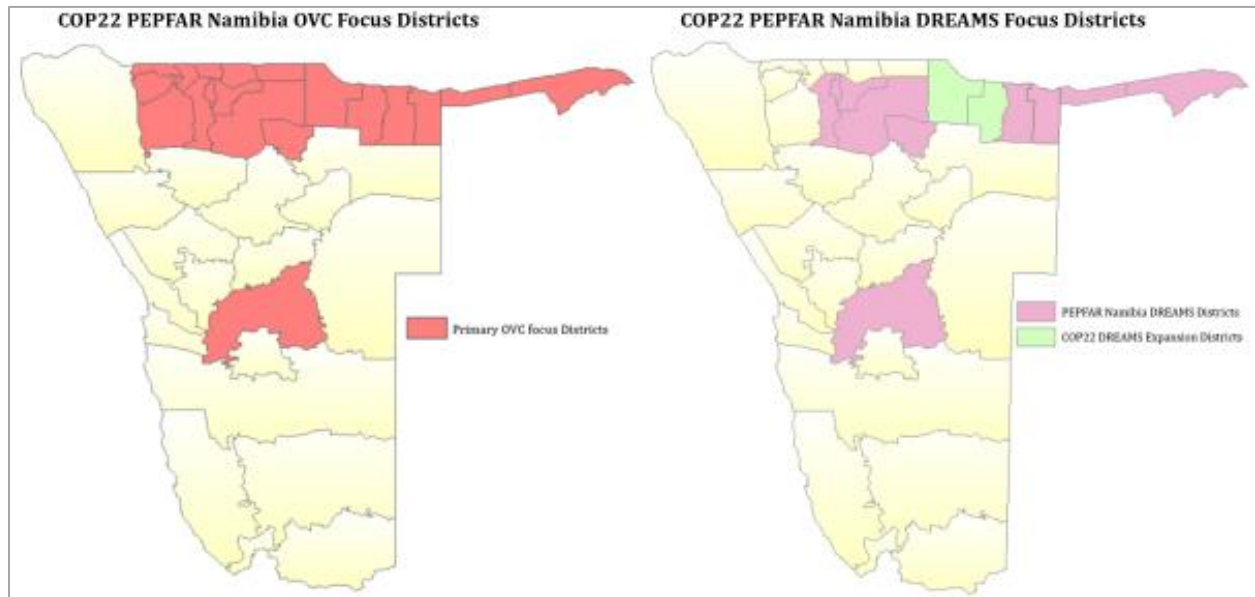 COP22 PEPFAR Namibia OVC Focus Districts
COP22 PEPFAR Namibia DREAMS Focus Districts
Primary OVC focus Districts
PEPFAR Namibia DREAMS Districts
COP22 DREAMS Expansion Districts